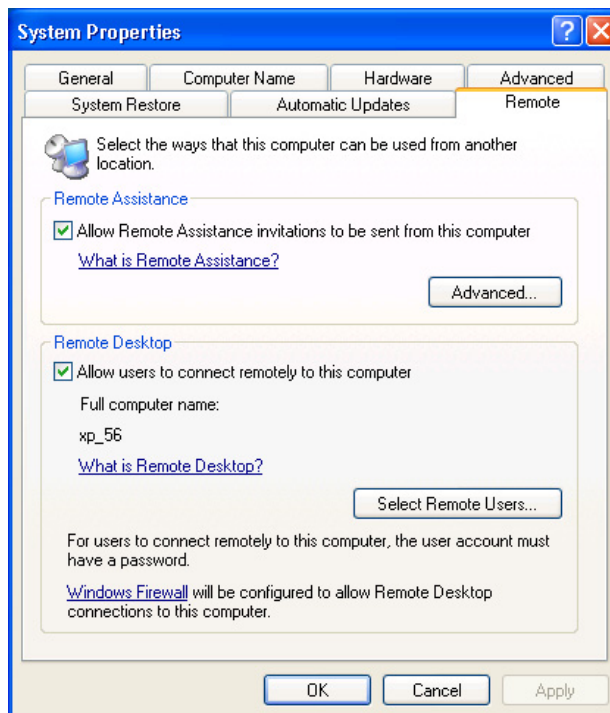 System Properties
General
Computer Name
Hardware
Advanced
System Restore
Automatic Updates
Remote
Select the ways that this computer can be used from another
location.
Remote Assistance
Allow Remote Assistance invitations to be sent from this computer
What is Remote Assistance?
Advanced...
Remote Desktop
Allow users to connect remotely to this computer
Full computer name:
xp_56
What is Remote Desktop?
Select Remote Users...
For users to connect remotely to this computer, the user account must
have a password.
Windows Firewall will be configured to allow Remote Desktop
connections to this computer.
OK
Cancel
Apply